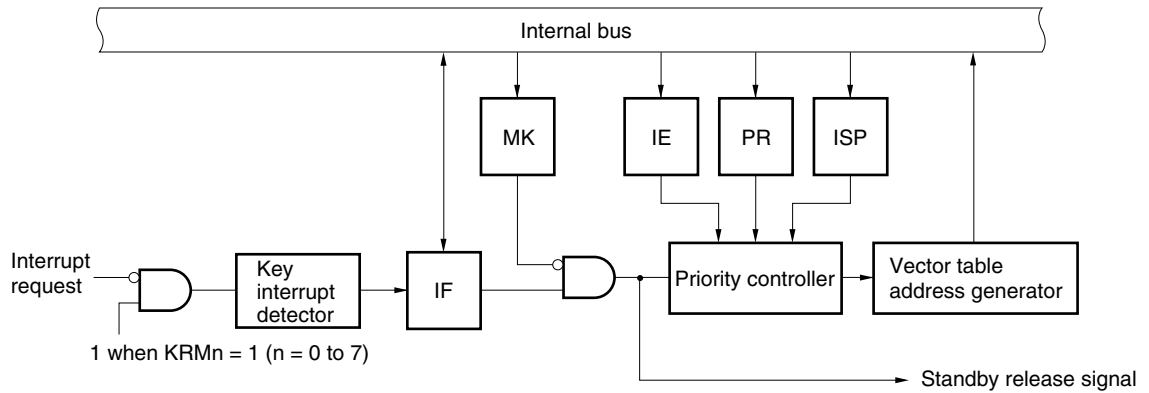 Internal bus
MK
IE
PR
ISP
Interrupt
request
Key
interrupt
detector
IF
Priority controller
Vector table
address generator
1 when KRMn = 1 (n = 0 to 7)
Standby release signal